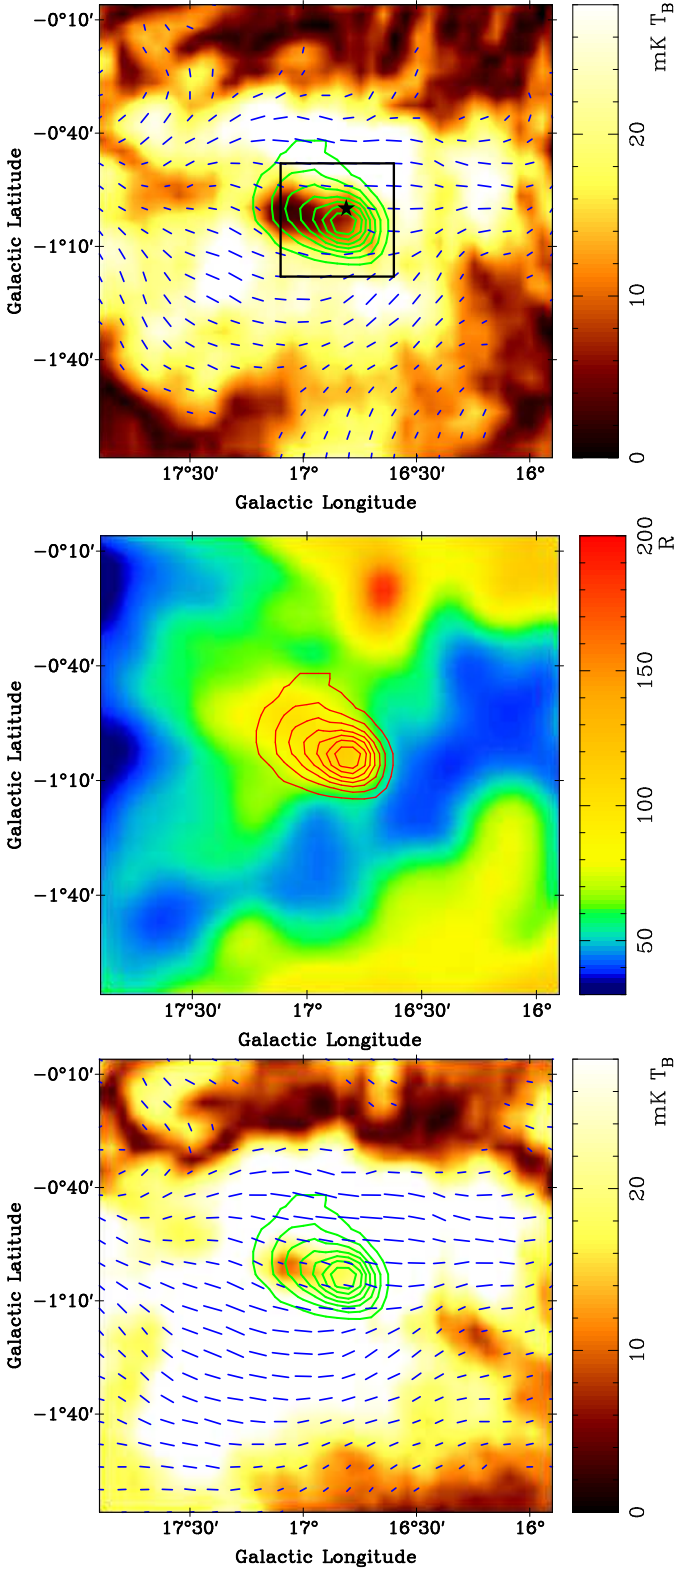 −0°10′
−0°40′
−1°10′
−1°40′
17°30′ 17° 16°30′ 16°
Galactic Longitude
Galactic Latitude
0 10 20
mK T_B
−0°10′
−0°40′
−1°10′
−1°40′
17°30′ 17° 16°30′ 16°
Galactic Longitude
Galactic Latitude
50 100 150 200
R
−0°10′
−0°40′
−1°10′
−1°40′
17°30′ 17° 16°30′ 16°
Galactic Longitude
Galactic Latitude
0 10 20
mK T_B